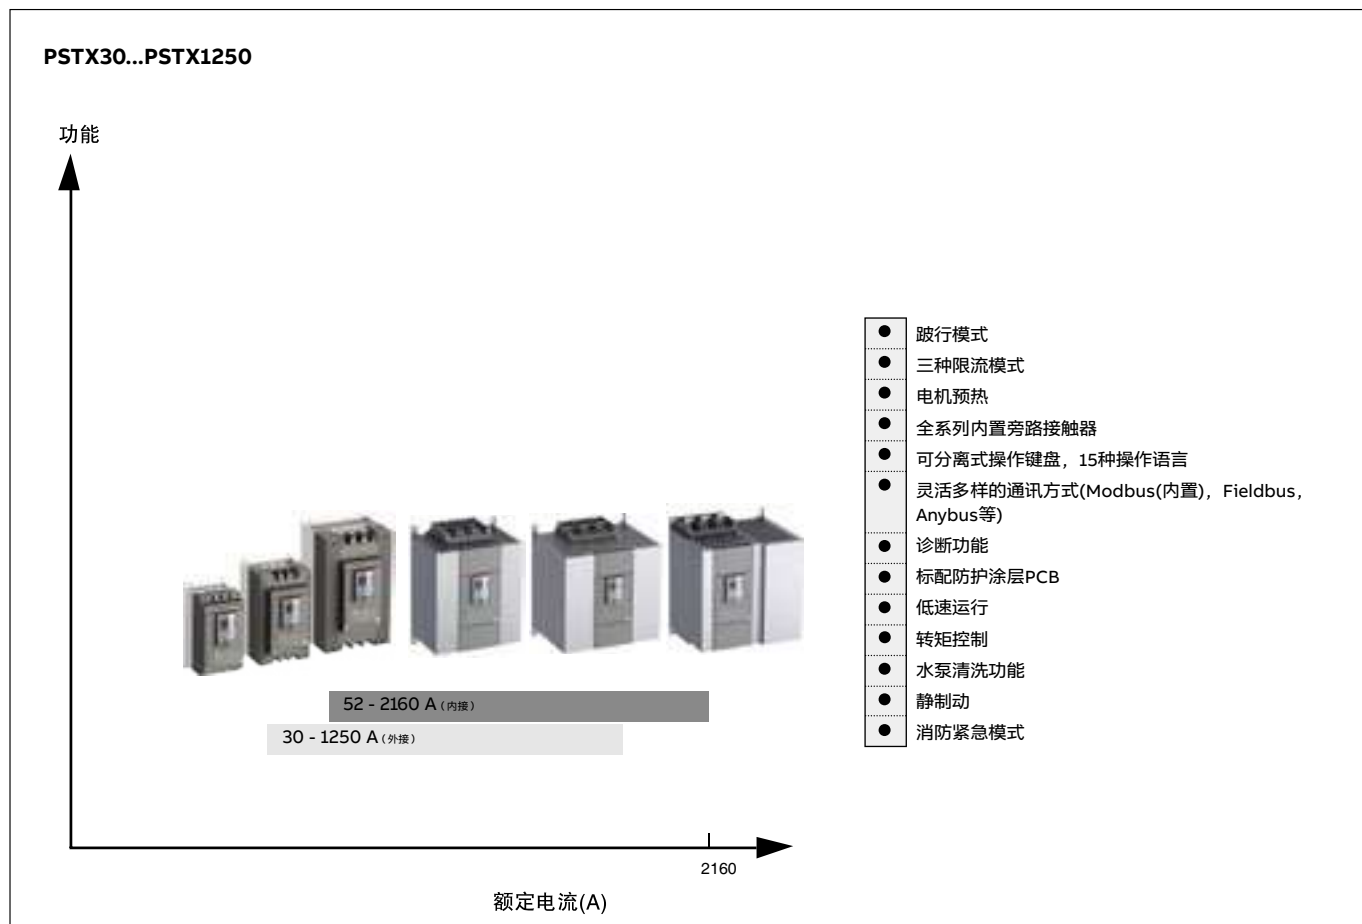 PSTX30...PSTX1250
功能
跛行模式
三种限流模式
电机预热
全系列内置旁路接触器
可分离式操作键盘，15种操作语言
灵活多样的通讯方式(Modbus(内置)，Fieldbus，
Anybus等)
诊断功能
标配防护涂层PCB
低速运行
转矩控制
水泵清洗功能
静制动
消防紧急模式
52 - 2160 A (内接)
30 - 1250 A (外接)
2160
额定电流(A)